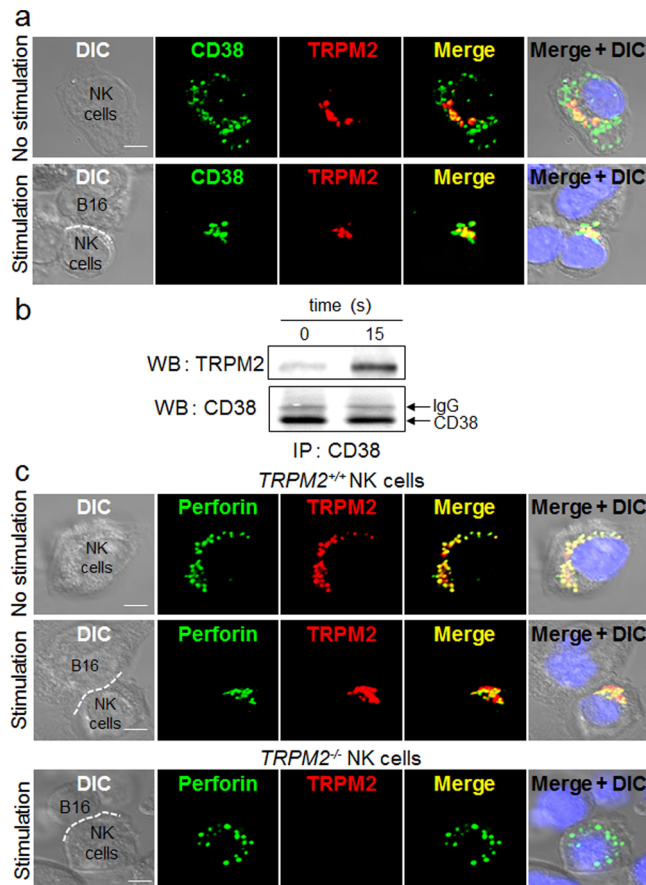 a
No stimulation
DIC CD38 TRPM2 Merge Merge + DIC
NK
cells
Stimulation
DIC CD38 TRPM2 Merge Merge + DIC
B16
NK
cells
b
time (s)
0 15
WB : TRPM2
WB : CD38
IgG
CD38
IP : CD38
c
TRPM2+/+ NK cells
No stimulation
DIC Perforin TRPM2 Merge Merge + DIC
NK
cells
Stimulation
DIC Perforin TRPM2 Merge Merge + DIC
B16
NK
cells
TRPM2-/- NK cells
Stimulation
DIC Perforin TRPM2 Merge Merge + DIC
B16
NK
cells